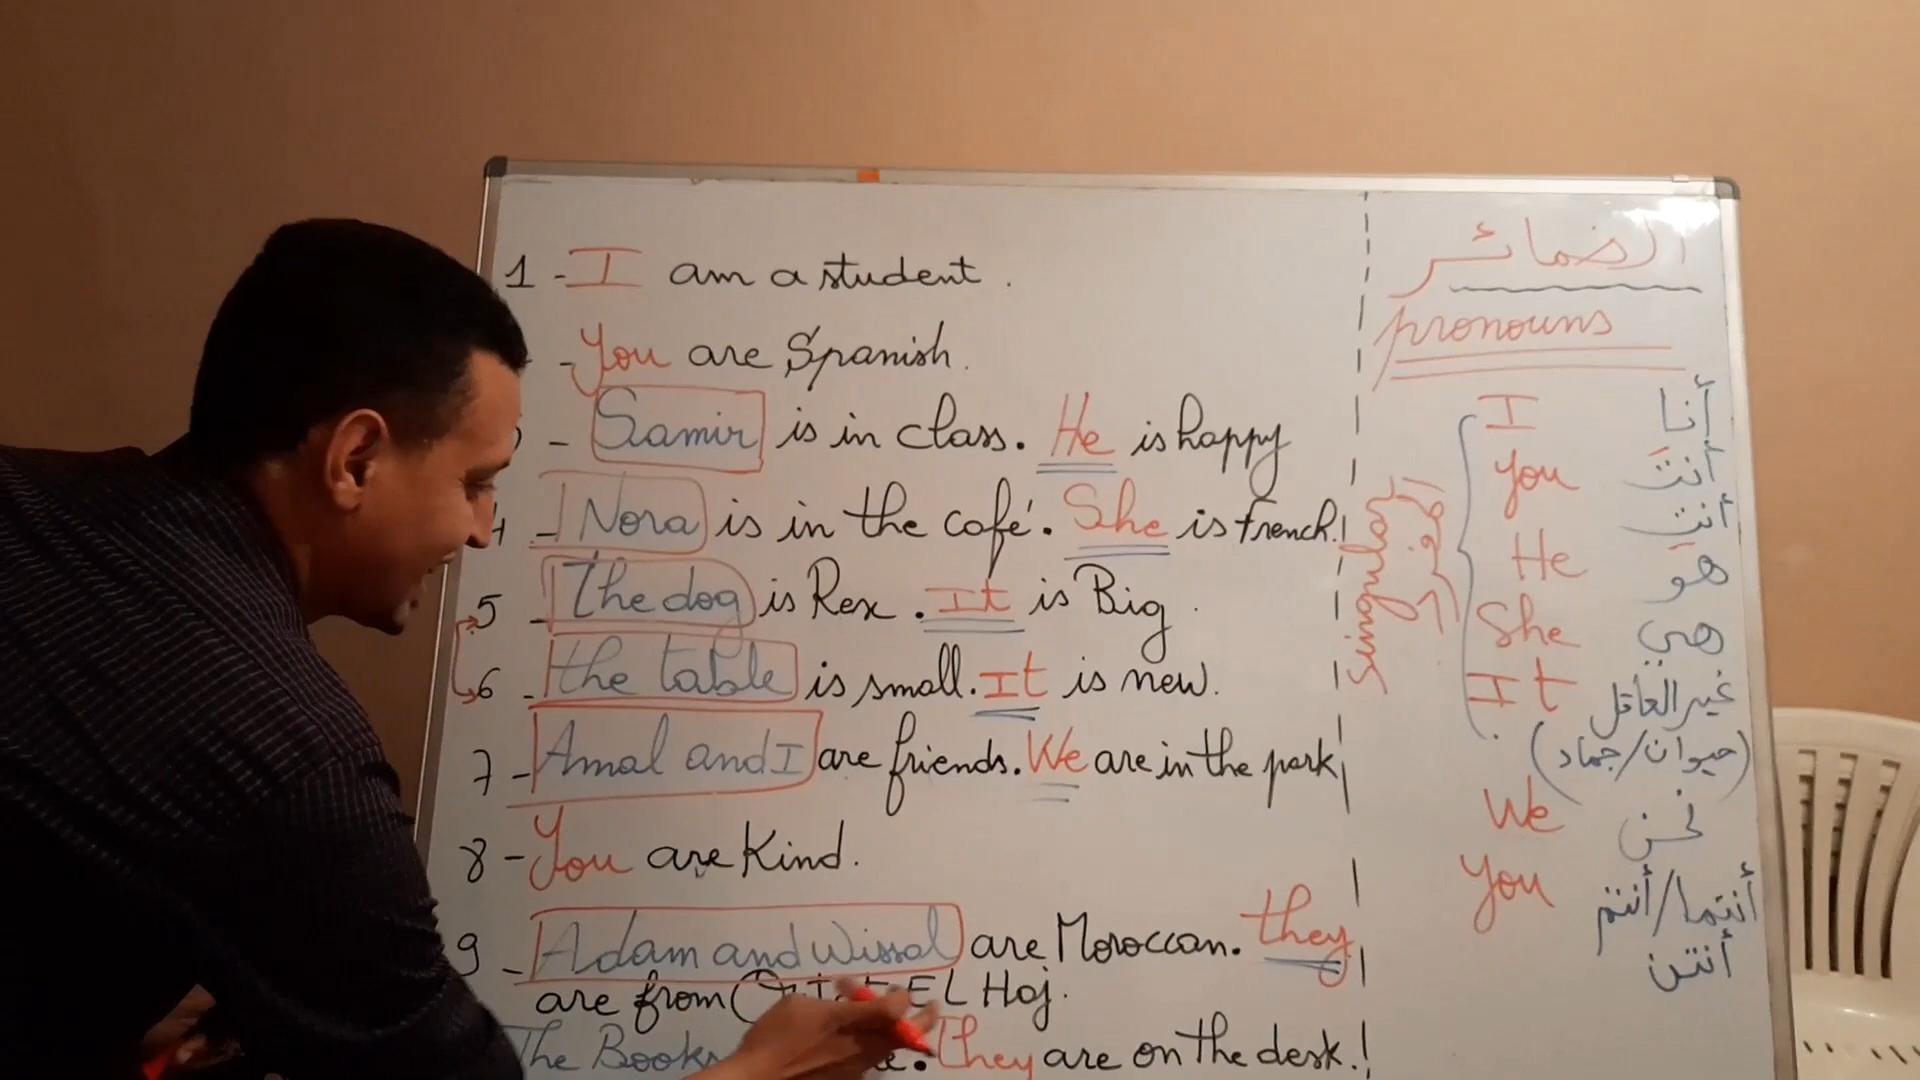 1 - I am a student.
- You are Spanish.
- Samir is in class. He is happy
4 - Nora is in the café. She is french.
5 - The dog is Rex. It is Big.
6 - the table is small. It is new.
7 - Amal and I are friends. We are in the park
8 - You are Kind.
9 - Adam and Wissal are Moroccan. they
are from EL Haj.
The Books They are on the desk.
الضمائر
pronouns
singular
I أنا
you أنتَ
أنتِ
He هو
She هي
It غير العاقل
(حيوان/جماد)
We نحن
you أنتما/أنتم
أنتن